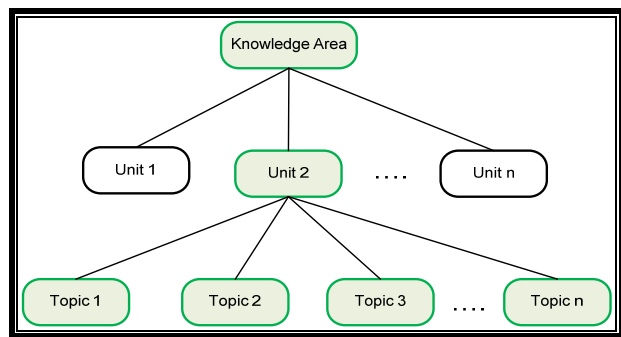 Knowledge Area
Unit 1
Unit 2
....
Unit n
Topic 1
Topic 2
Topic 3
....
Topic n